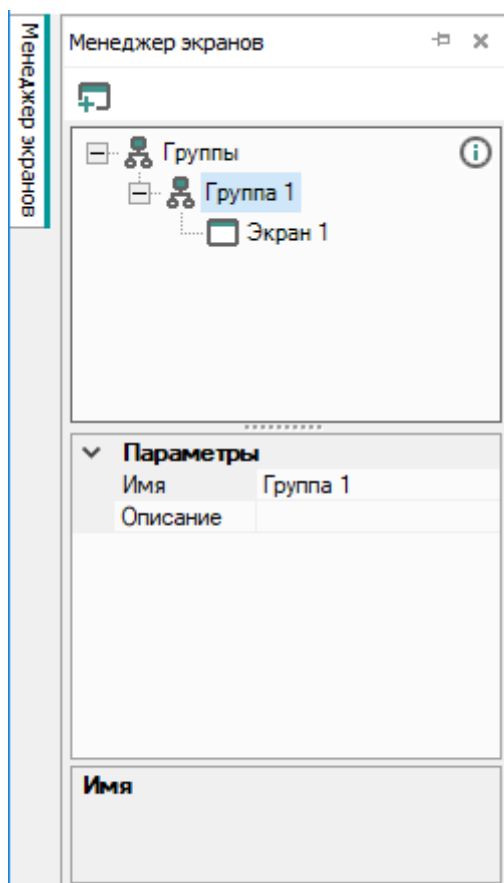 Менеджер экранов
Менеджер экранов
Группы
Группа 1
Экран 1
Параметры
Имя Группа 1
Описание
Имя